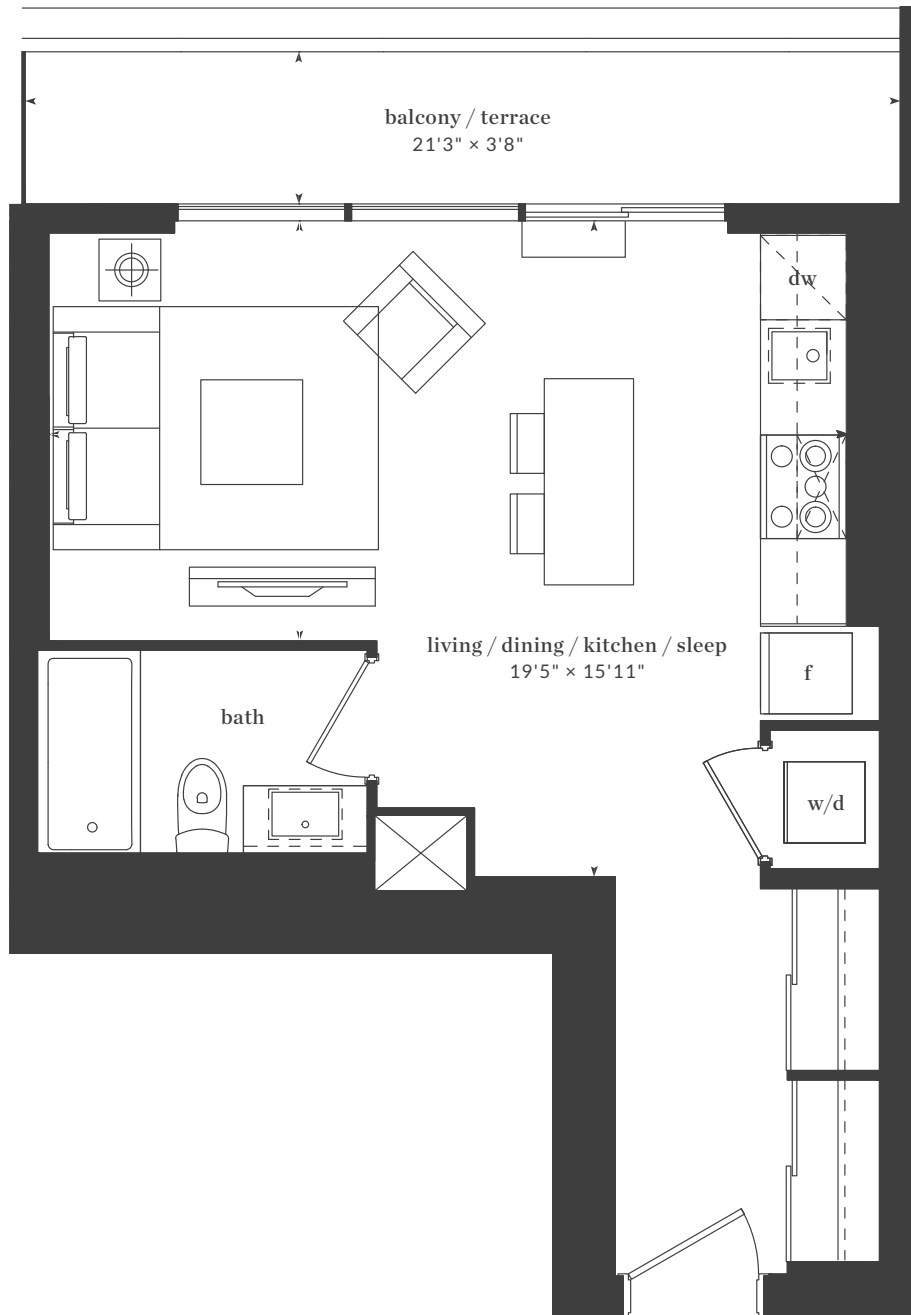 balcony / terrace
21'3" × 3'8"
dw
living / dining / kitchen / sleep
19'5" × 15'11"
f
bath
w/d